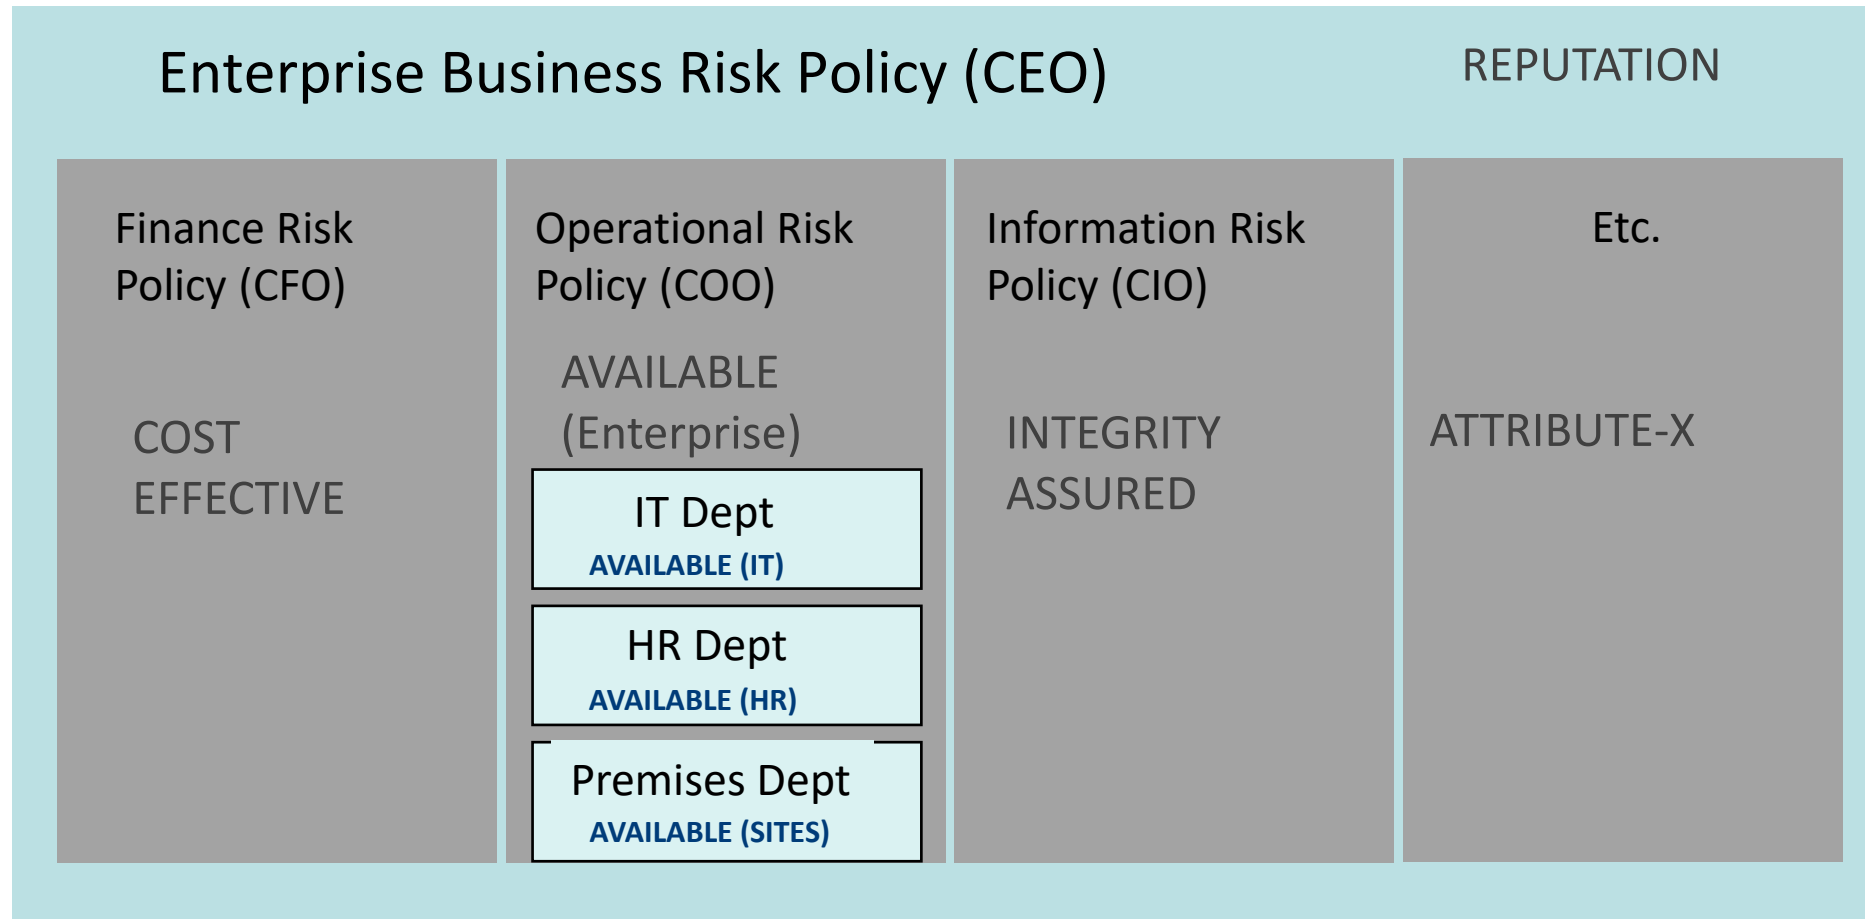 Enterprise Business Risk Policy (CEO)
REPUTATION
Finance Risk
Policy (CFO)
COST
EFFECTIVE
Operational Risk
Policy (COO)
AVAILABLE
(Enterprise)
IT Dept
AVAILABLE (IT)
HR Dept
AVAILABLE (HR)
Premises Dept
AVAILABLE (SITES)
Information Risk
Policy (CIO)
INTEGRITY
ASSURED
Etc.
ATTRIBUTE-X